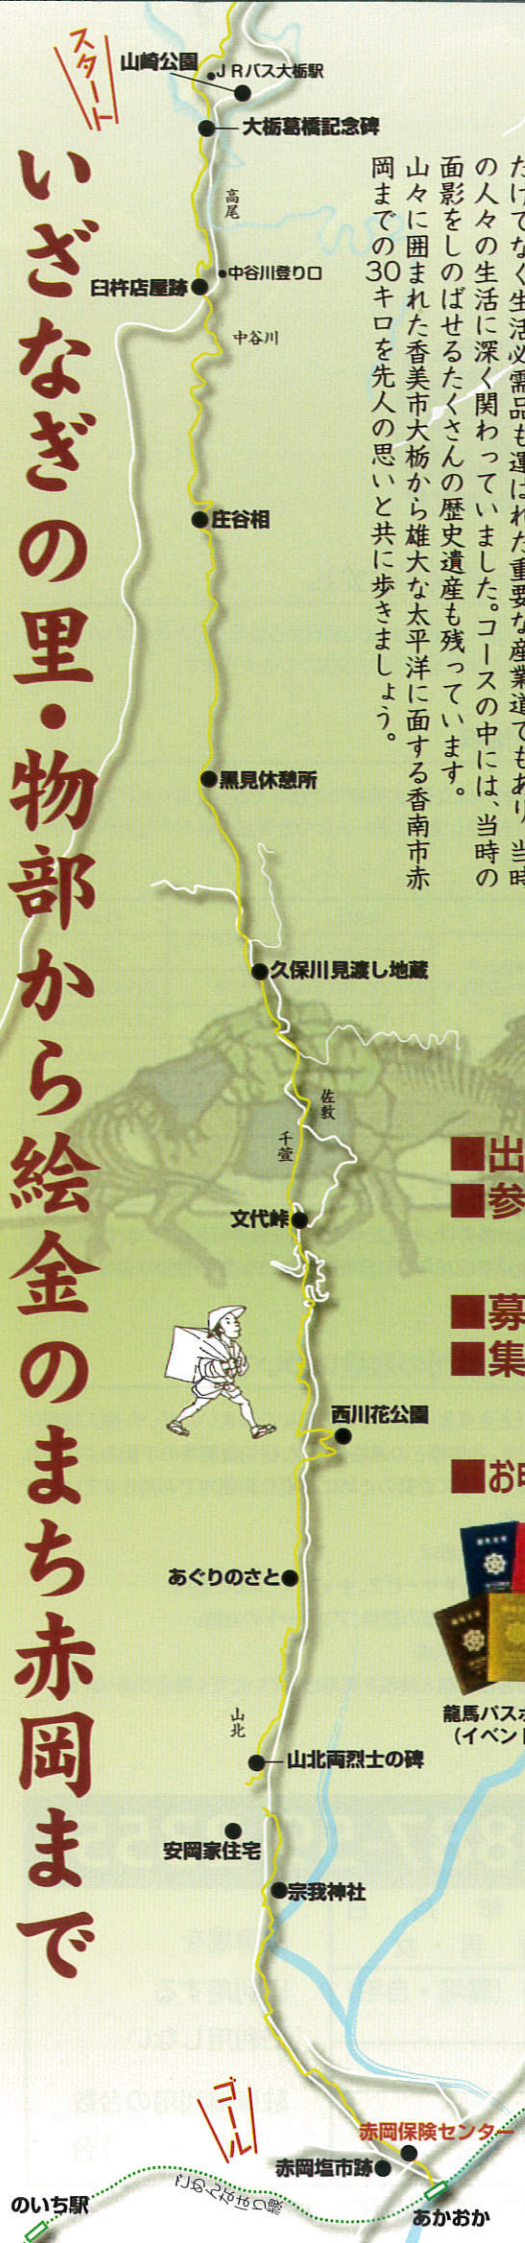 スタート
山崎公園
JRバス大栃駅
大栃葛橋記念碑
高尾
中谷川登り口
臼杵店屋跡
中谷川
庄谷相
黒見休憩所
久保川見渡し地蔵
佐敷
千萱
文代峠
西川花公園
あぐりのさと
山北
山北両烈士の碑
安岡家住宅
宗我神社
ゴール
赤岡保険センター
赤岡塩市跡
のいち駅
あかおか
いざなぎの里・物部から絵金のまち赤岡まで
だけでなく生活必需品も運ばれた重要な産業道でもあり、当時
の人々の生活に深く関わっていました。コースの中には、当時の
面影をしのばせるたくさんの歴史遺産も残っています。
山々に囲まれた香美市大栃から雄大な太平洋に面する香南市赤
岡までの30キロを先人の思いと共に歩きましょう。
■出
■参
■募
■集
■お申
龍馬パスポ
（イベント